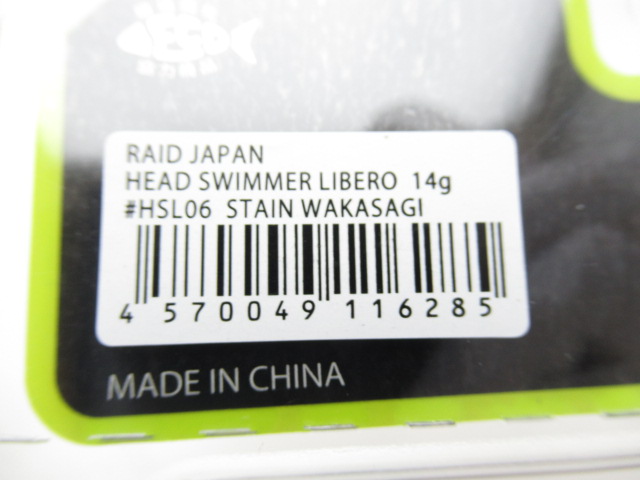 RAID JAPAN
HEAD SWIMMER LIBERO 14g
#HSL06 STAIN WAKASAGI
4 570049 116285
MADE IN CHINA